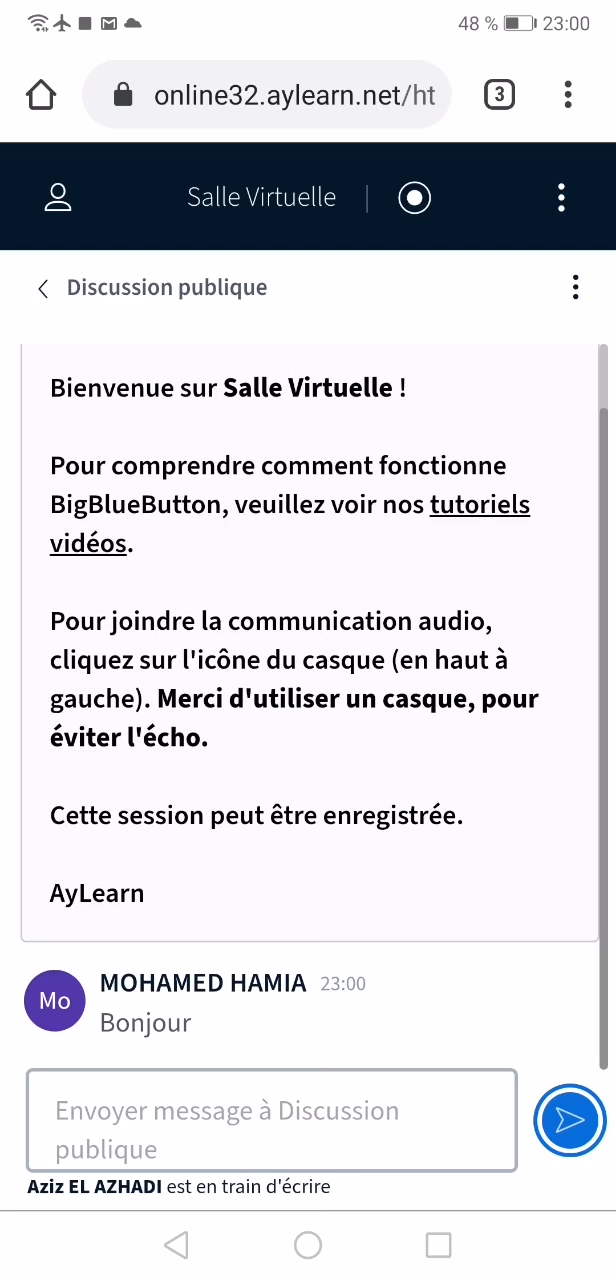 48 % 23:00
online32.aylearn.net/ht
3
Salle Virtuelle
Discussion publique
Bienvenue sur Salle Virtuelle !
Pour comprendre comment fonctionne
BigBlueButton, veuillez voir nos tutoriels
vidéos.
Pour joindre la communication audio,
cliquez sur l'icône du casque (en haut à
gauche). Merci d'utiliser un casque, pour
éviter l'écho.
Cette session peut être enregistrée.
AyLearn
Mo
MOHAMED HAMIA 23:00
Bonjour
Envoyer message à Discussion
publique
Aziz EL AZHADI est en train d'écrire